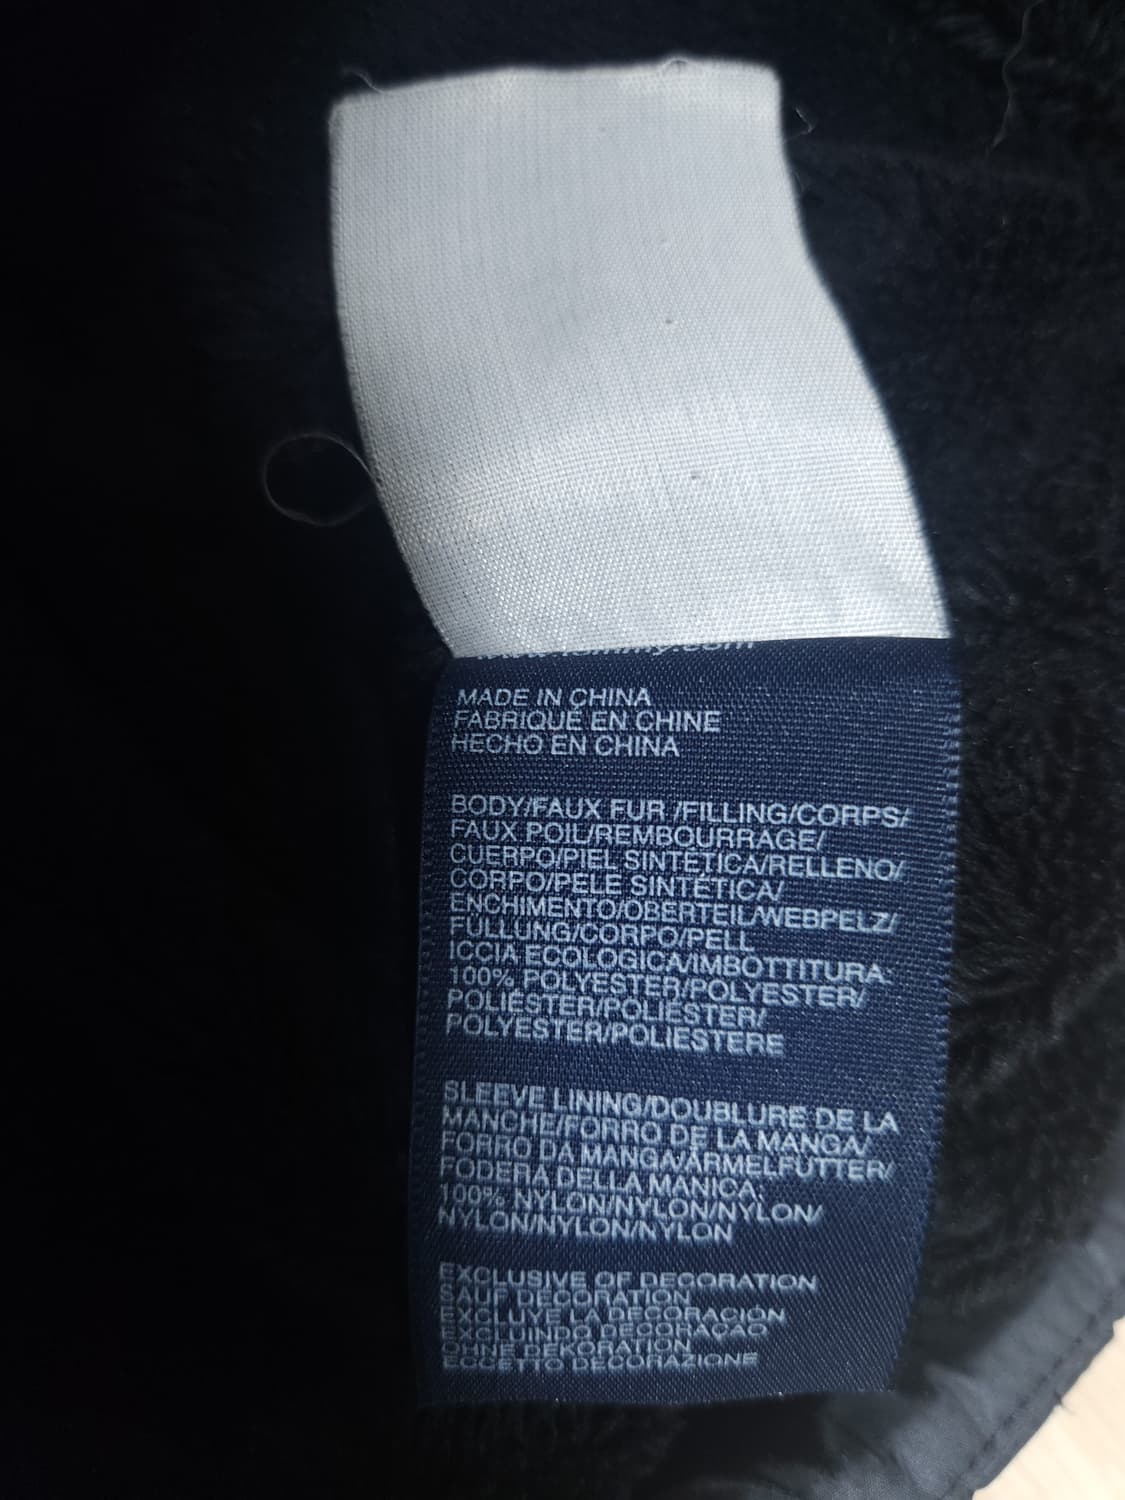 www.tommy.com
MADE IN CHINA
FABRIQUÉ EN CHINE
HECHO EN CHINA
BODY/FAUX FUR /FILLING/CORPS/
FAUX POIL/REMBOURRAGE/
CUERPO/PIEL SINTÉTICA/RELLENO/
CORPO/PELE SINTÉTICA/
ENCHIMENTO/OBERTEIL/WEBPELZ/
FÜLLUNG/CORPO/PELL
ICCIA ECOLOGICA/IMBOTTITURA:
100% POLYESTER/POLYESTER/
POLIÉSTER/POLIÉSTER/
POLYESTER/POLIESTERE
SLEEVE LINING/DOUBLURE DE LA
MANCHE/FORRO DE LA MANGA/
FORRO DA MANGA/ÄRMELFUTTER/
FODERA DELLA MANICA:
100% NYLON/NYLON/NYLON/
NYLON/NYLON/NYLON
EXCLUSIVE OF DECORATION
SAUF DECORATION
EXCLUYE LA DECORACIÓN
EXCLUINDO DECORAÇÃO
OHNE DEKORATION
ECCETTO DECORAZIONE